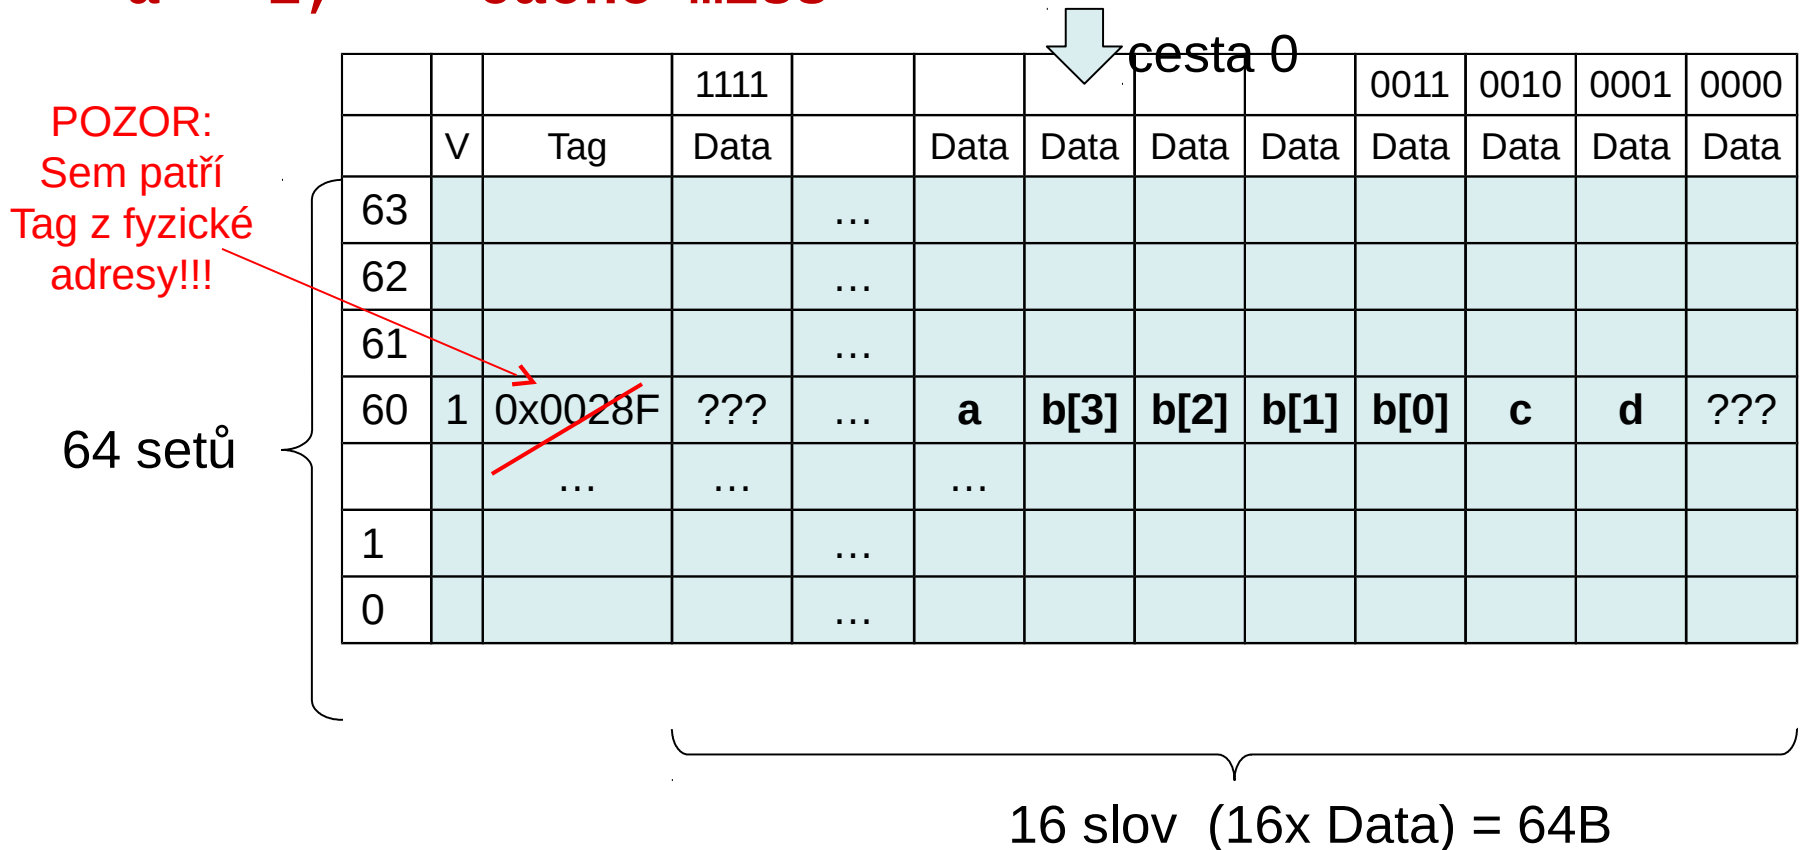 cesta 0
1111 0011 0010 0001 0000
V Tag Data Data Data Data Data Data Data Data Data
POZOR:
Sem patří
Tag z fyzické
adresy!!!
63 …
62 …
61 …
60 1 0x0028F ??? … a b[3] b[2] b[1] b[0] c d ???
… … …
1 …
0 …
64 setů
16 slov (16x Data) = 64B